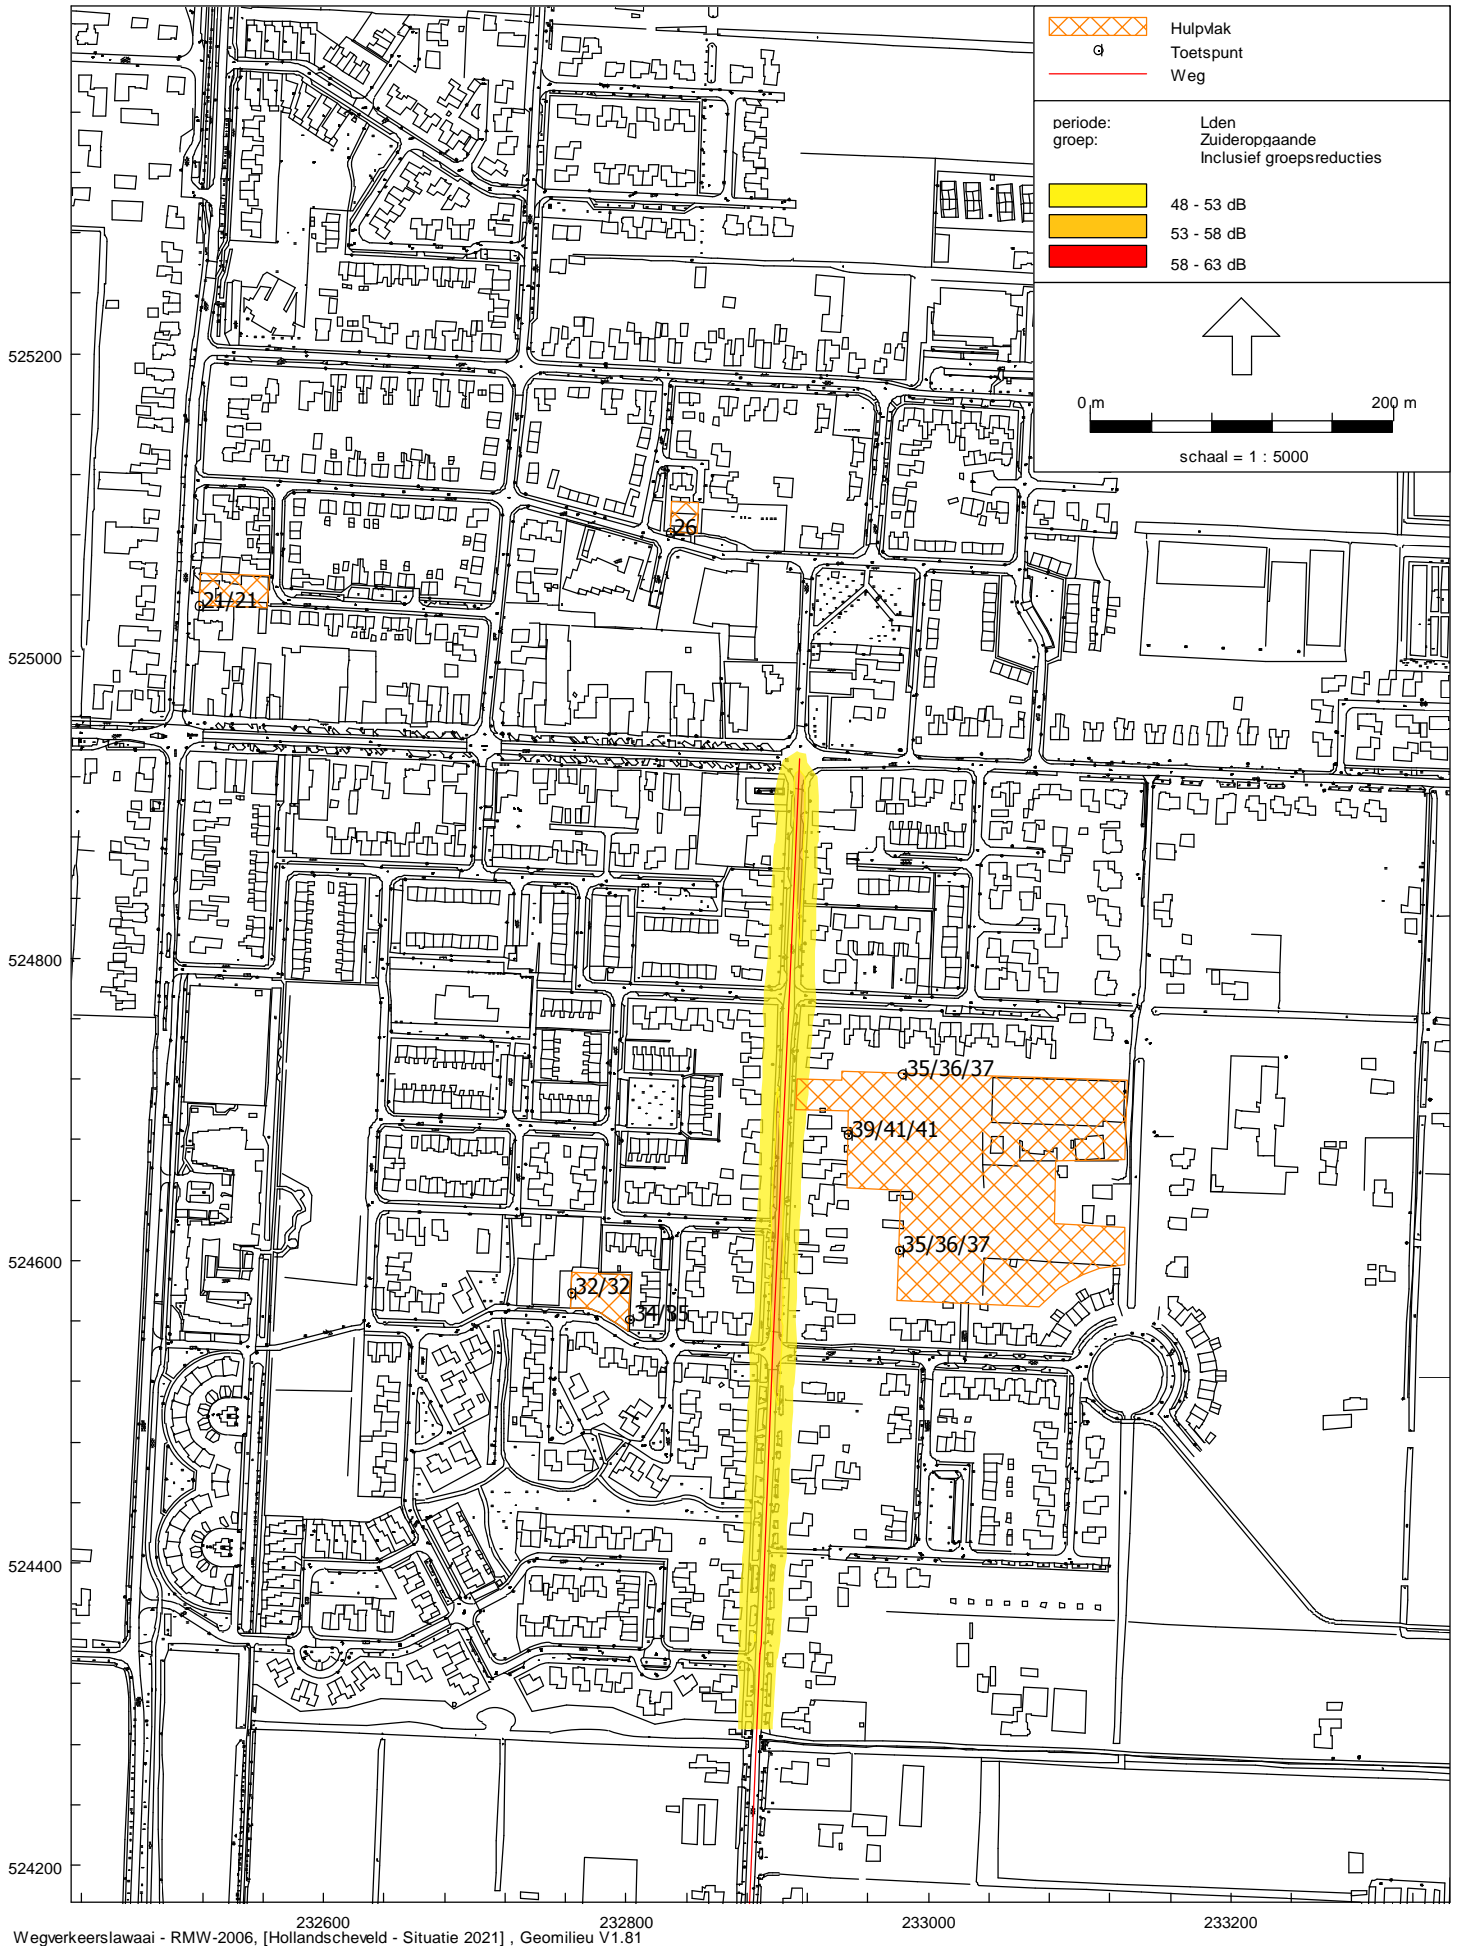 Hulpvlak
Toetspunt
Weg
periode: Lden
groep: Zuideropgaande
Inclusief groepsreducties
48 - 53 dB
53 - 58 dB
58 - 63 dB
0 m 200 m
schaal = 1 : 5000
525200
26
21/21
525000
524800
35/36/37
39/41/41
35/36/37
524600
32/32
34/35
524400
524200
232600 232800 233000 233200
Wegverkeerslawaai - RMW-2006, [Hollandscheveld - Situatie 2021] , Geomilieu V1.81